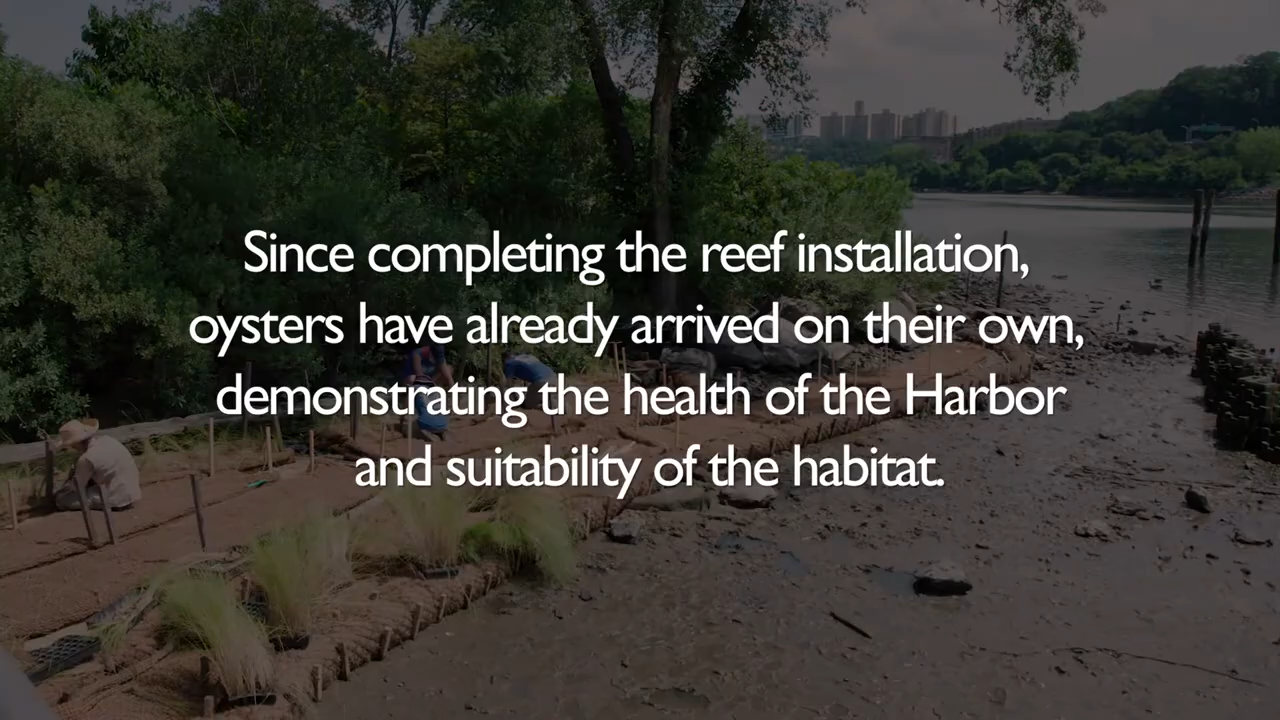 Since completing the reef installation,
oysters have already arrived on their own,
demonstrating the health of the Harbor
and suitability of the habitat.